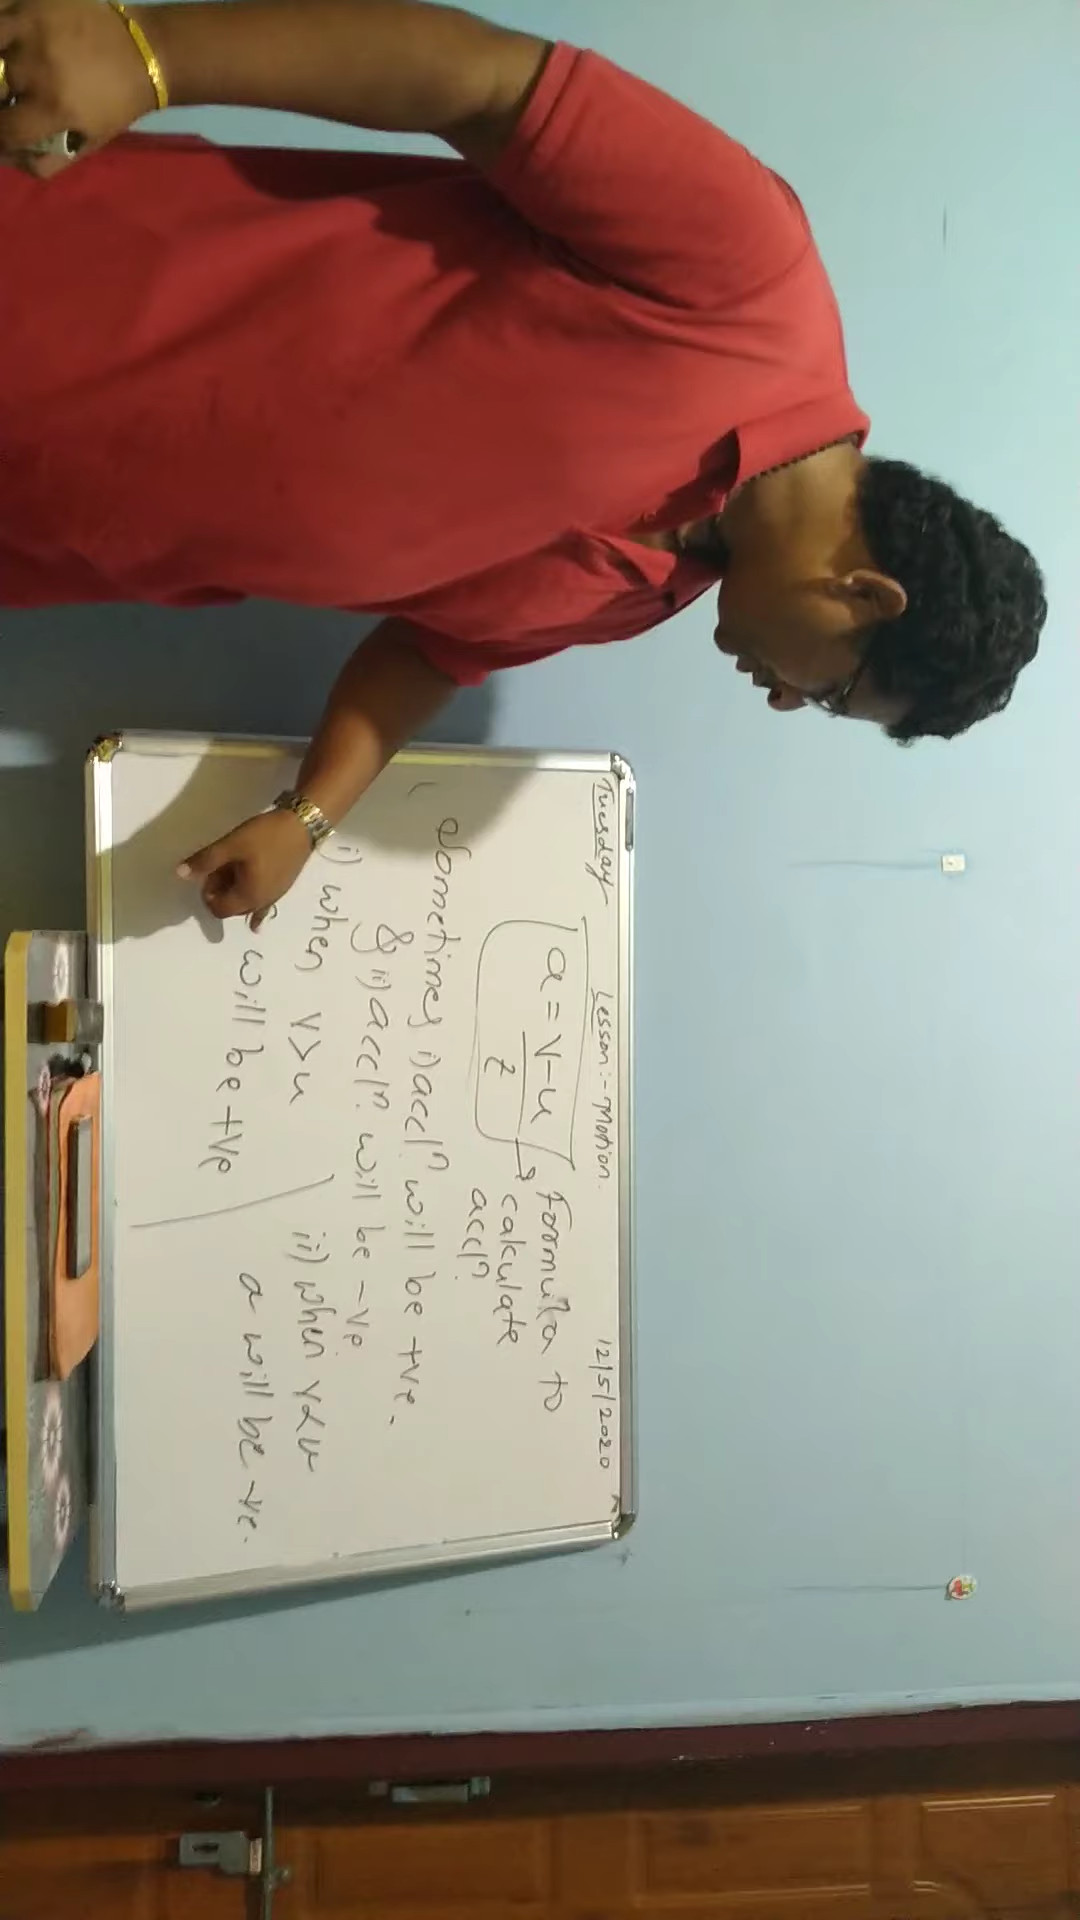 Tuesday Lesson:- Motion. 12/5/2020
a = v-u / t → Formula to
calculate
accln.
Sometimes i) accln. will be +ve.
& ii) accln. will be -ve
i) when v>u ii) when v<u
will be +ve a will be -ve.